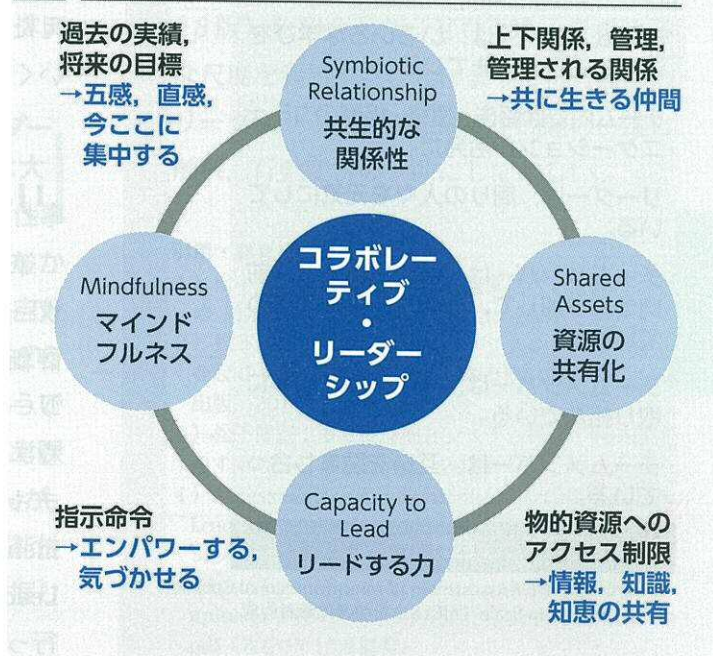 過去の実績，
将来の目標
→五感，直感，
今ここに
集中する
Symbiotic
Relationship
共生的な
関係性
上下関係，管理，
管理される関係
→共に生きる仲間
Mindfulness
マインド
フルネス
コラボレー
ティブ
・
リーダー
シップ
Shared
Assets
資源の
共有化
指示命令
→エンパワーする，
気づかせる
Capacity to
Lead
リードする力
物的資源への
アクセス制限
→情報，知識，
知恵の共有